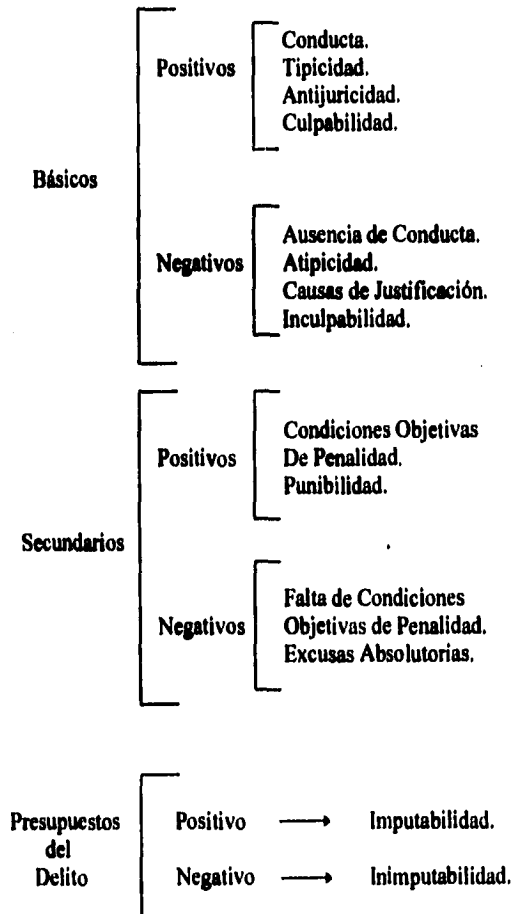 Básicos
Positivos
Conducta.
Tipicidad.
Antijuricidad.
Culpabilidad.
Negativos
Ausencia de Conducta.
Atipicidad.
Causas de Justificación.
Inculpabilidad.
Secundarios
Positivos
Condiciones Objetivas
De Penalidad.
Punibilidad.
Negativos
Falta de Condiciones
Objetivas de Penalidad.
Excusas Absolutorias.
Presupuestos
del
Delito
Positivo → Imputabilidad.
Negativo → Inimputabilidad.